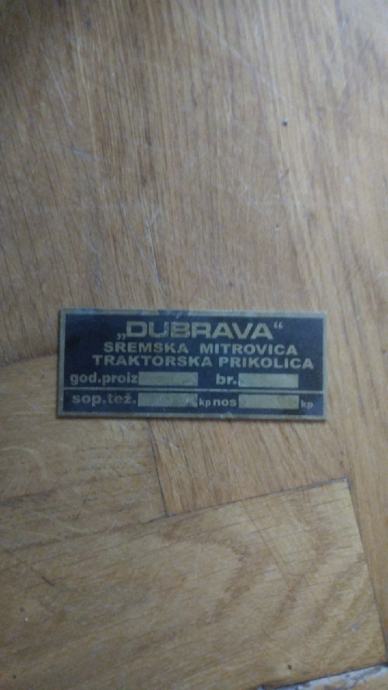 „DUBRAVA“
SREMSKA MITROVICA
TRAKTORSKA PRIKOLICA
god.proiz br.
sop.tež. kp nos kp